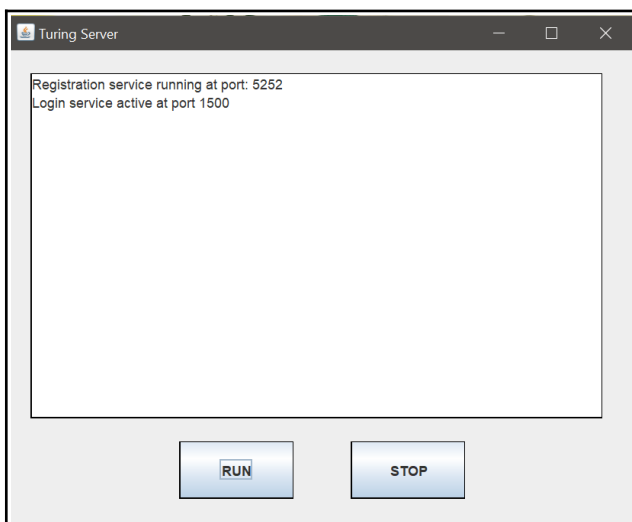 Turing Server
Registration service running at port: 5252
Login service active at port 1500
RUN
STOP